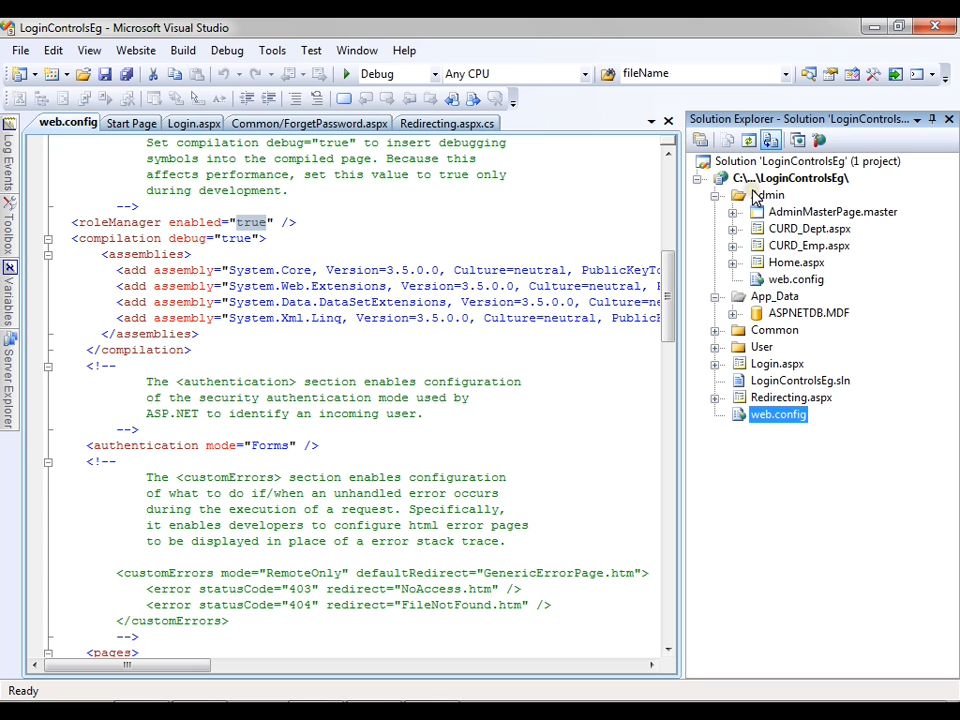 LoginControlsEg - Microsoft Visual Studio
File Edit View Website Build Debug Tools Test Window Help
Debug Any CPU fileName
web.config Start Page Login.aspx Common/ForgetPassword.aspx Redirecting.aspx.cs
Log Events
Toolbox
Variables
Server Explorer
Set compilation debug="true" to insert debugging
symbols into the compiled page. Because this
affects performance, set this value to true only
during development.
-->
<roleManager enabled="true" />
<compilation debug="true">
<assemblies>
<add assembly="System.Core, Version=3.5.0.0, Culture=neutral, PublicKeyTo
<add assembly="System.Web.Extensions, Version=3.5.0.0, Culture=neutral, P
<add assembly="System.Data.DataSetExtensions, Version=3.5.0.0, Culture=ne
<add assembly="System.Xml.Linq, Version=3.5.0.0, Culture=neutral, PublicK
</assemblies>
</compilation>
<!--
The <authentication> section enables configuration
of the security authentication mode used by
ASP.NET to identify an incoming user.
-->
<authentication mode="Forms" />
<!--
The <customErrors> section enables configuration
of what to do if/when an unhandled error occurs
during the execution of a request. Specifically,
it enables developers to configure html error pages
to be displayed in place of a error stack trace.
<customErrors mode="RemoteOnly" defaultRedirect="GenericErrorPage.htm">
<error statusCode="403" redirect="NoAccess.htm" />
<error statusCode="404" redirect="FileNotFound.htm" />
</customErrors>
-->
<pages>
Solution Explorer - Solution 'LoginControls...
Solution 'LoginControlsEg' (1 project)
C:\...\LoginControlsEg\
Admin
AdminMasterPage.master
CURD_Dept.aspx
CURD_Emp.aspx
Home.aspx
web.config
App_Data
ASPNETDB.MDF
Common
User
Login.aspx
LoginControlsEg.sln
Redirecting.aspx
web.config
Ready